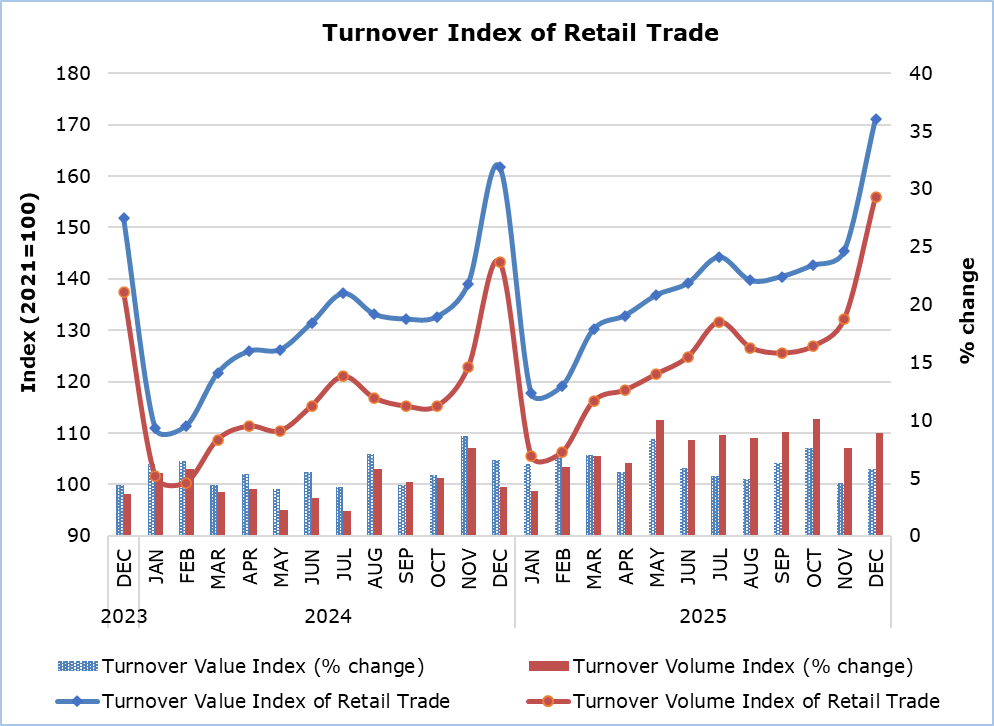 Turnover Index of Retail Trade
180 40
170 35
160 30
150 25
140 20
130 15
120 10
110 5
100 0
90
Index (2021=100)
% change
DEC JAN FEB MAR APR MAY JUN JUL AUG SEP OCT NOV DEC JAN FEB MAR APR MAY JUN JUL AUG SEP OCT NOV DEC
2023 2024 2025
Turnover Value Index (% change) Turnover Volume Index (% change)
Turnover Value Index of Retail Trade Turnover Volume Index of Retail Trade